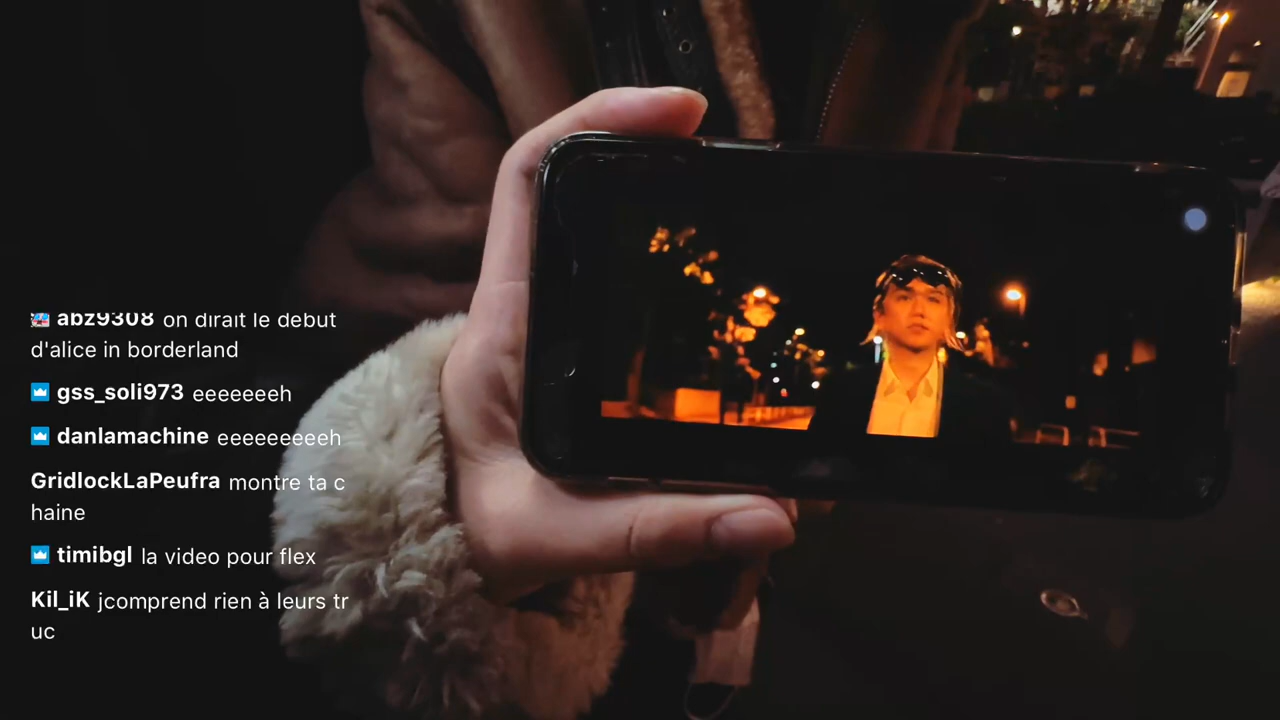 abz9308 on dirait le debut
d'alice in borderland
gss_soli973 eeeeeeeh
danlamachine eeeeeeeeeh
GridlockLaPeufra montre ta c
haine
timibgl la video pour flex
Kil_iK jcomprend rien à leurs tr
uc